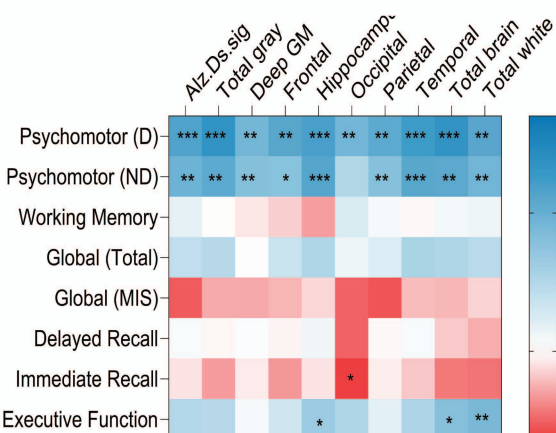 Alz.Ds.sig
Total gray
Deep GM
Frontal
Occipital
Parietal
Temporal
Total brain
Total white
Psychomotor (D) *** *** ** ** *** ** ** *** *** **
Psychomotor (ND) ** ** ** * *** ** *** ** **
Working Memory
Global (Total)
Global (MIS)
Delayed Recall
Immediate Recall *
Executive Function * * **